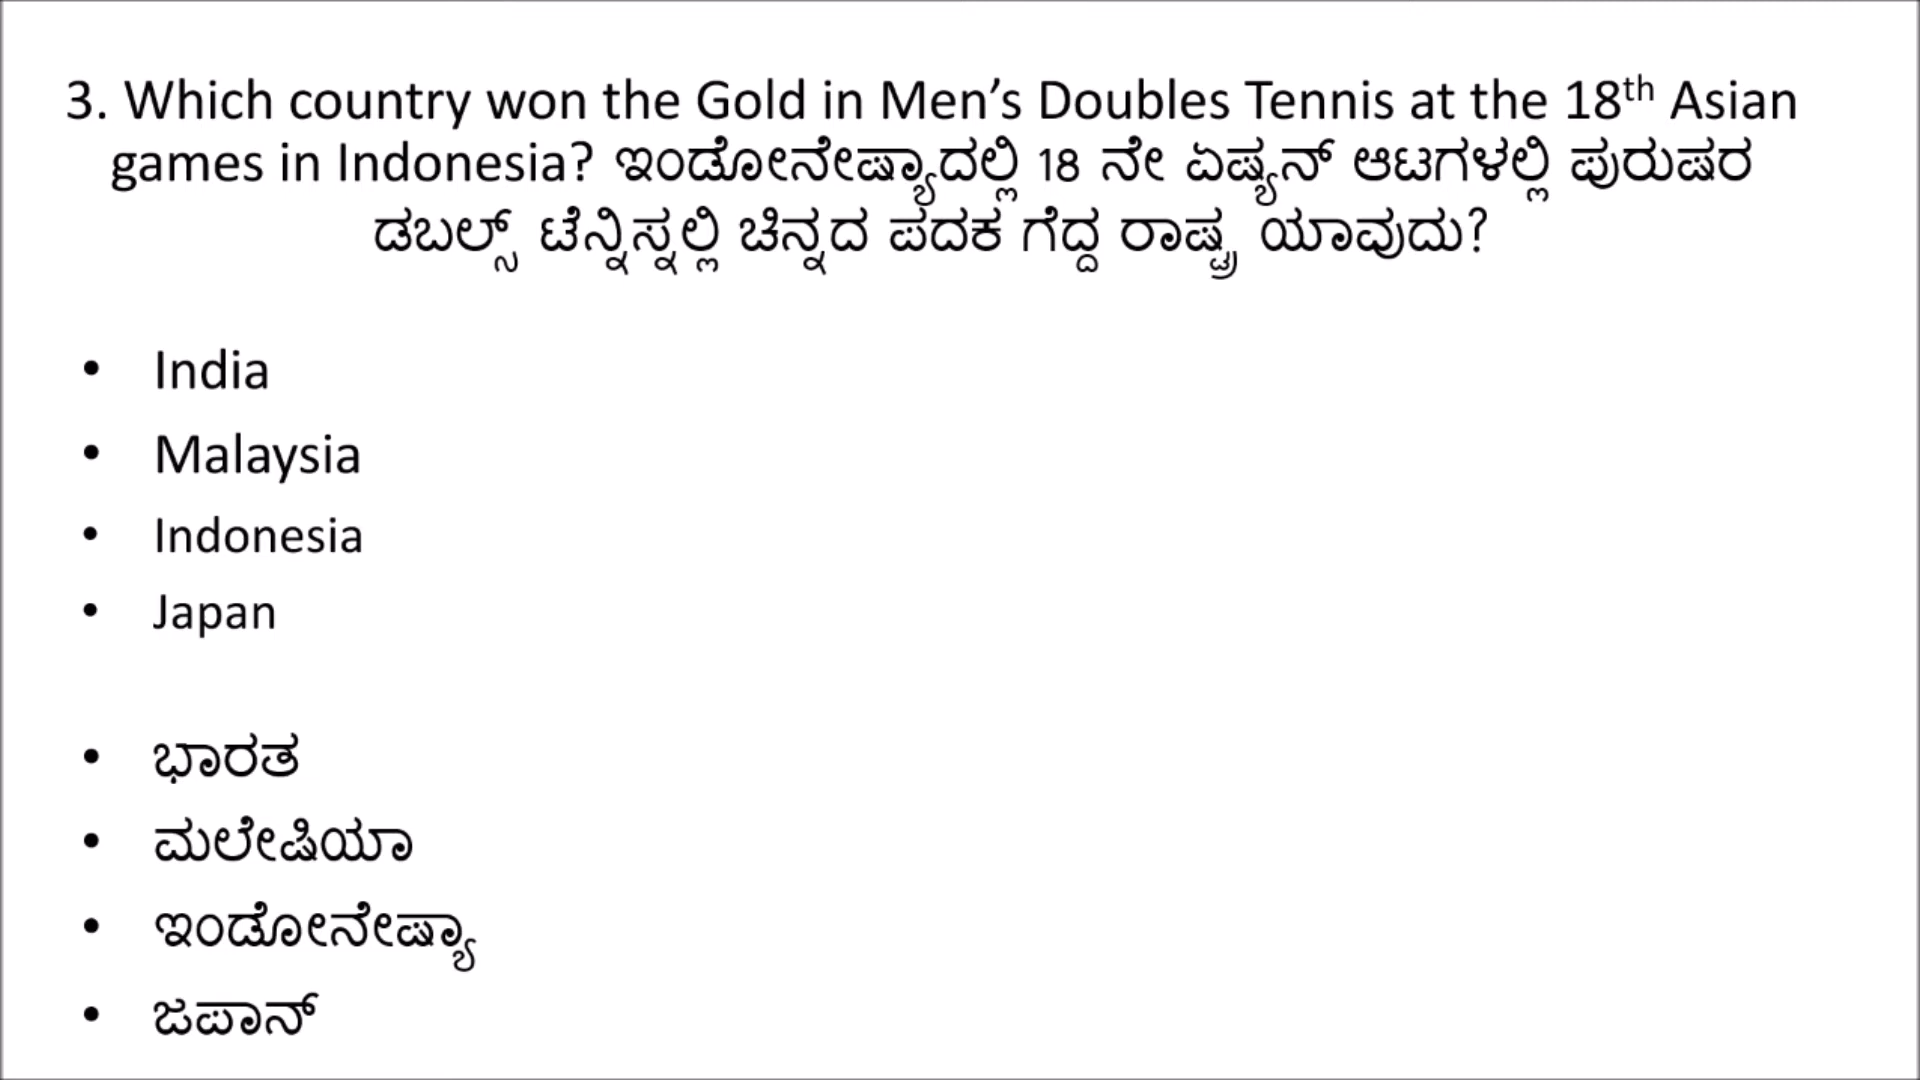 3. Which country won the Gold in Men’s Doubles Tennis at the 18th Asian
games in Indonesia? ಇಂಡೋನೇಷ್ಯಾದಲ್ಲಿ 18 ನೇ ಏಷ್ಯನ್ ಆಟಗಳಲ್ಲಿ ಪುರುಷರ
ಡಬಲ್ಸ್ ಟೆನ್ನಿಸ್ನಲ್ಲಿ ಚಿನ್ನದ ಪದಕ ಗೆದ್ದ ರಾಷ್ಟ್ರ ಯಾವುದು?
• India
• Malaysia
• Indonesia
• Japan
• ಭಾರತ
• ಮಲೇಷಿಯಾ
• ಇಂಡೋನೇಷ್ಯಾ
• ಜಪಾನ್